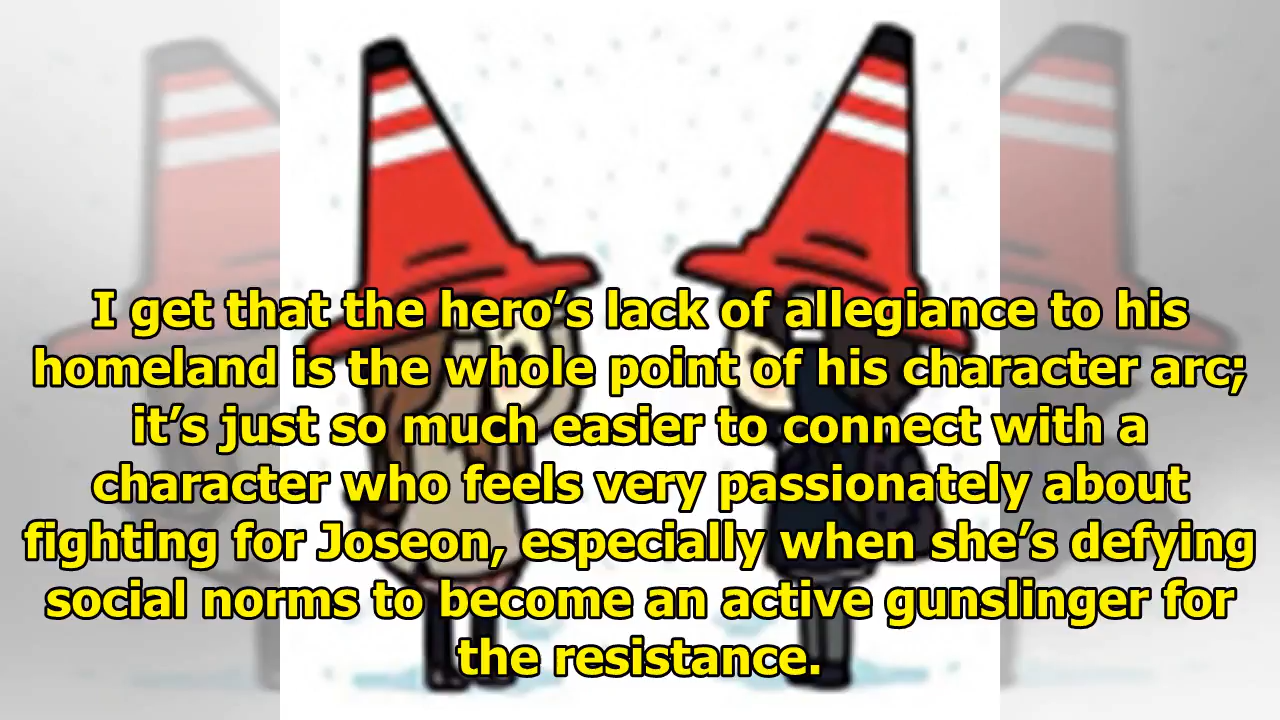 I get that the hero’s lack of allegiance to his
homeland is the whole point of his character arc;
it’s just so much easier to connect with a
character who feels very passionately about
fighting for Joseon, especially when she’s defying
social norms to become an active gunslinger for
the resistance.